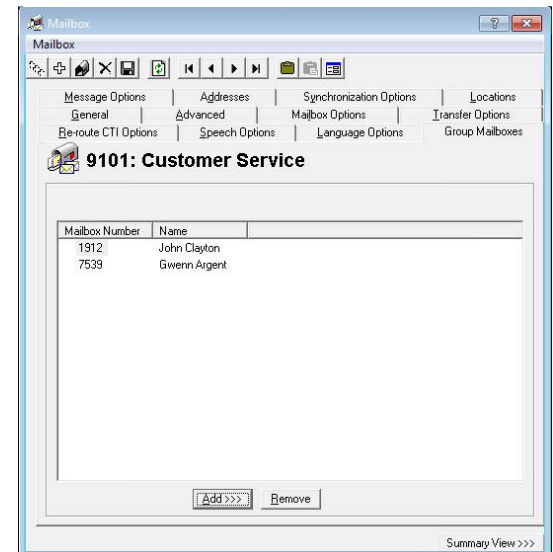 Mailbox
Mailbox
Message Options Addresses Synchronization Options Locations
General Advanced Mailbox Options Transfer Options
Re-route CTI Options Speech Options Language Options Group Mailboxes
9101: Customer Service
Mailbox Number Name
1912 John Clayton
7539 Gwenn Argent
Add >>> Remove
Summary View >>>